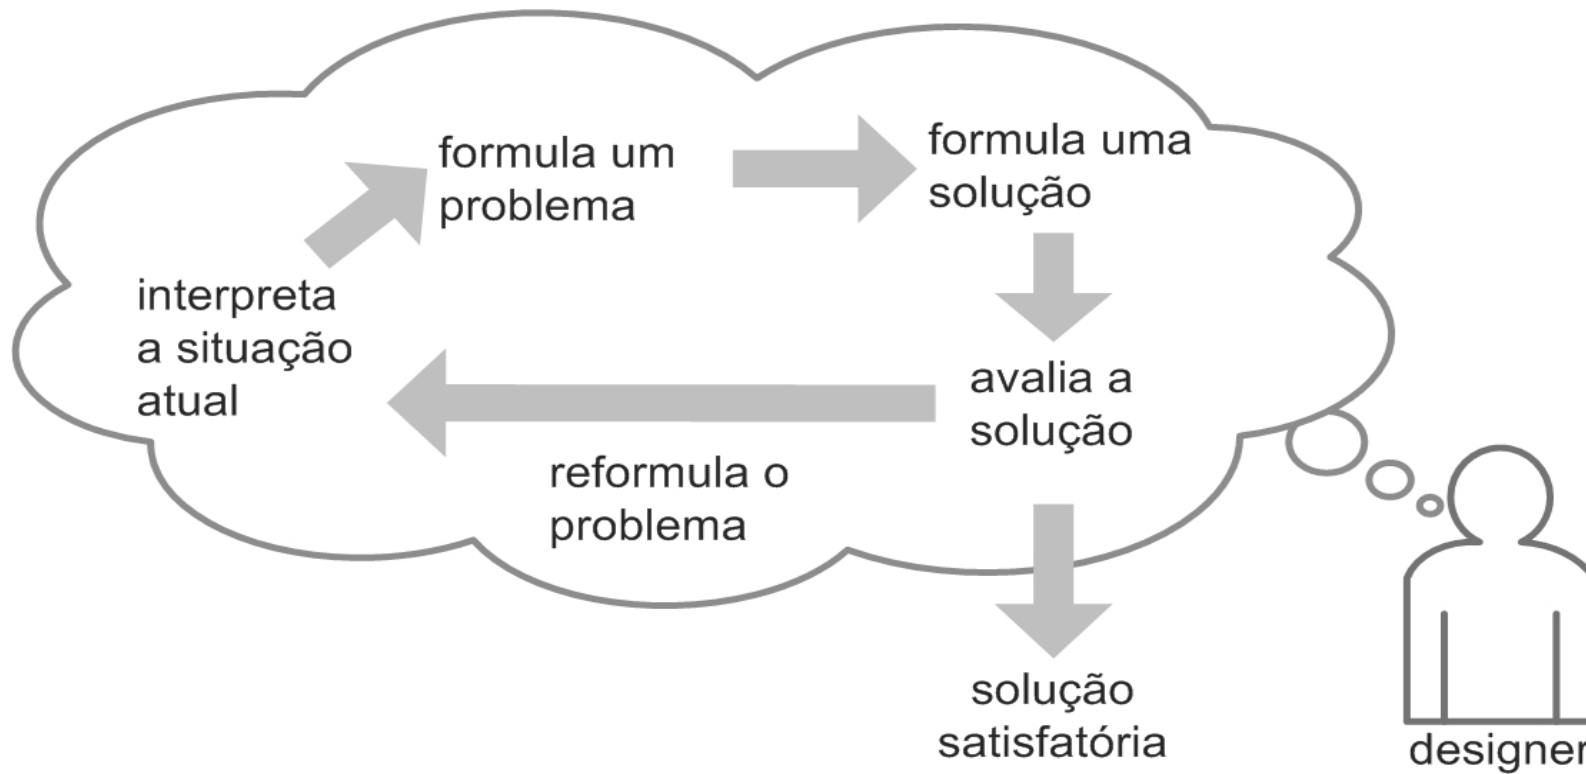 formula um
problema
formula uma
solução
interpreta
a situação
atual
avalia a
solução
reformula o
problema
solução
satisfatória
designer